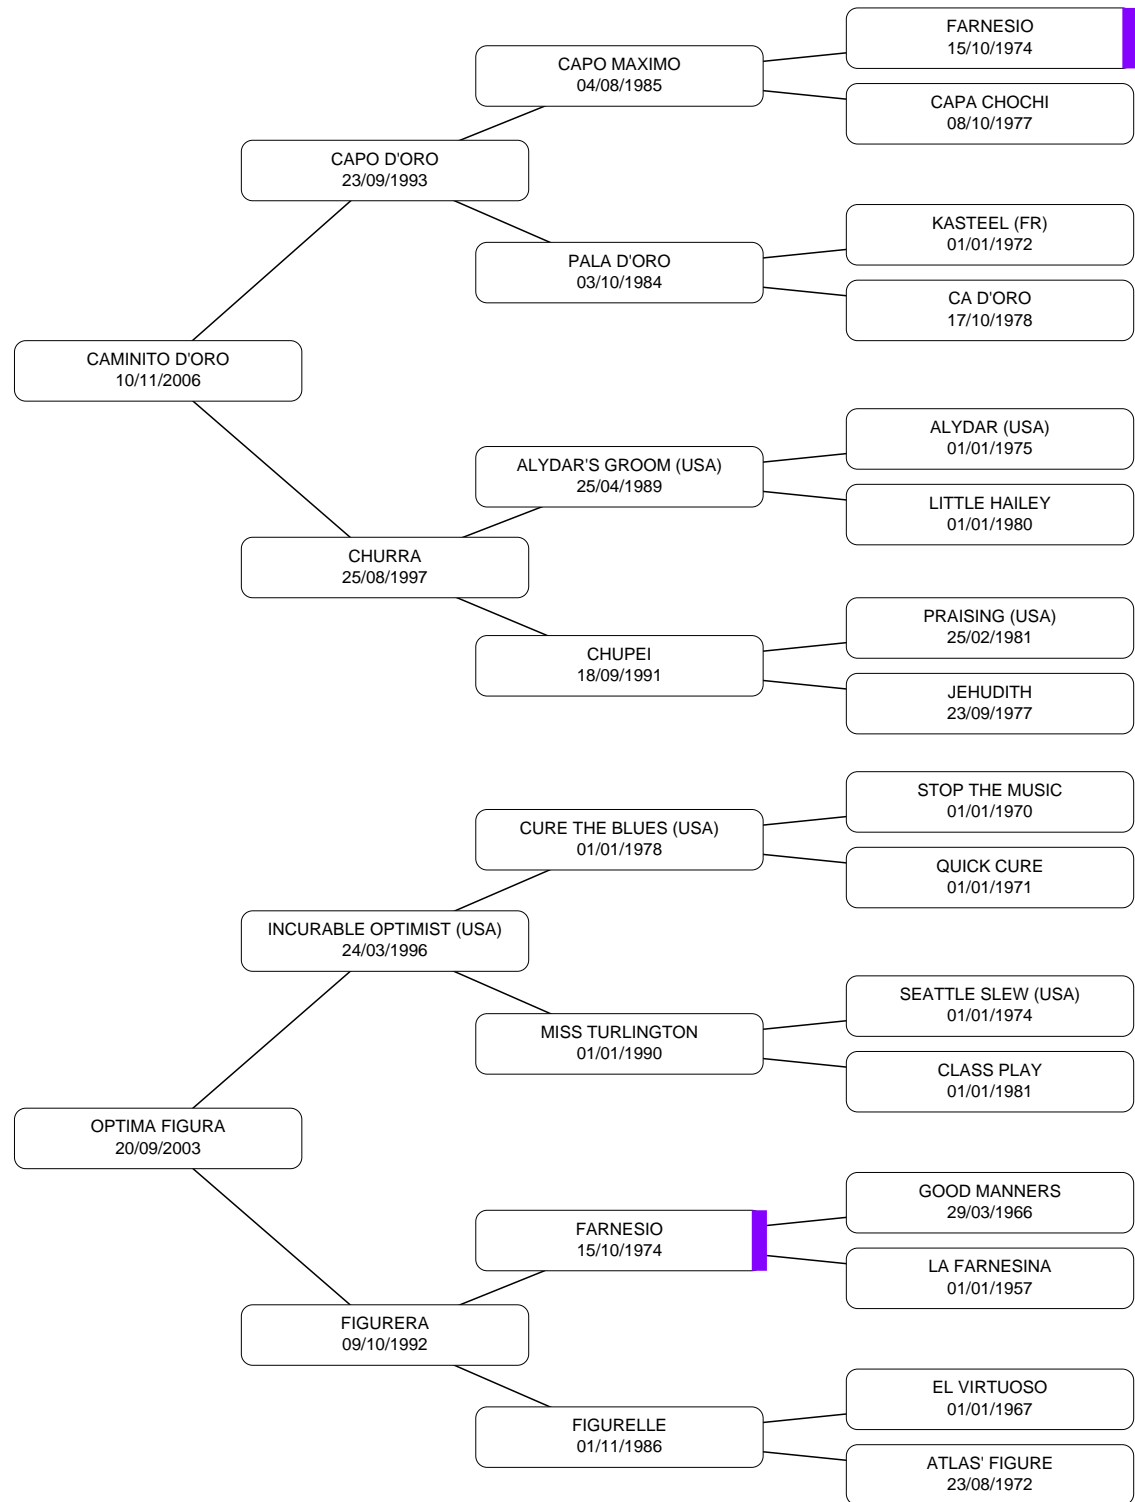 FARNESIO
15/10/1974
CAPO MAXIMO
04/08/1985
CAPA CHOCHI
08/10/1977
CAPO D'ORO
23/09/1993
KASTEEL (FR)
01/01/1972
PALA D'ORO
03/10/1984
CA D'ORO
17/10/1978
CAMINITO D'ORO
10/11/2006
ALYDAR (USA)
01/01/1975
ALYDAR'S GROOM (USA)
25/04/1989
LITTLE HAILEY
01/01/1980
CHURRA
25/08/1997
PRAISING (USA)
25/02/1981
CHUPEI
18/09/1991
JEHUDITH
23/09/1977
STOP THE MUSIC
01/01/1970
CURE THE BLUES (USA)
01/01/1978
QUICK CURE
01/01/1971
INCURABLE OPTIMIST (USA)
24/03/1996
SEATTLE SLEW (USA)
01/01/1974
MISS TURLINGTON
01/01/1990
CLASS PLAY
01/01/1981
OPTIMA FIGURA
20/09/2003
GOOD MANNERS
29/03/1966
FARNESIO
15/10/1974
LA FARNESINA
01/01/1957
FIGURERA
09/10/1992
EL VIRTUOSO
01/01/1967
FIGURELLE
01/11/1986
ATLAS' FIGURE
23/08/1972